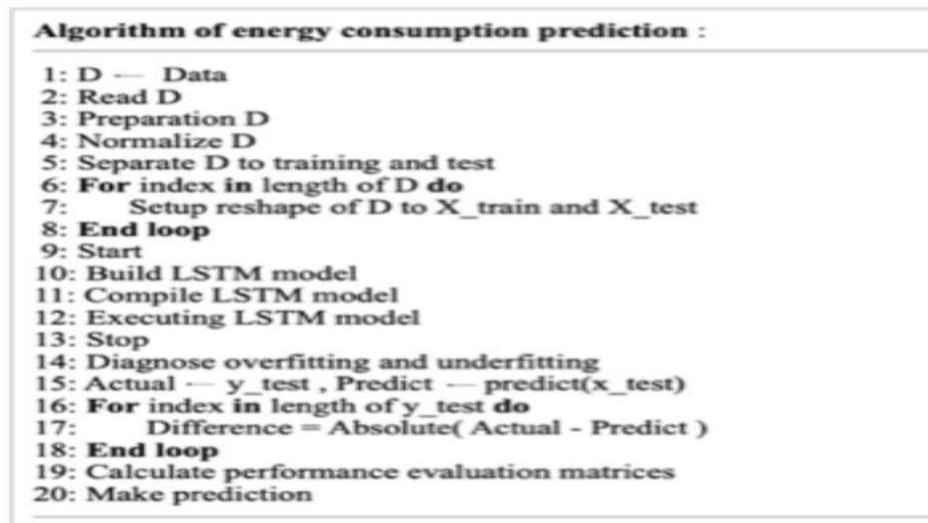 Algorithm of energy consumption prediction :
1: D ← Data
2: Read D
3: Preparation D
4: Normalize D
5: Separate D to training and test
6: For index in length of D do
7: Setup reshape of D to X_train and X_test
8: End loop
9: Start
10: Build LSTM model
11: Compile LSTM model
12: Executing LSTM model
13: Stop
14: Diagnose overfitting and underfitting
15: Actual ← y_test , Predict ← predict(x_test)
16: For index in length of y_test do
17: Difference = Absolute( Actual - Predict )
18: End loop
19: Calculate performance evaluation matrices
20: Make prediction